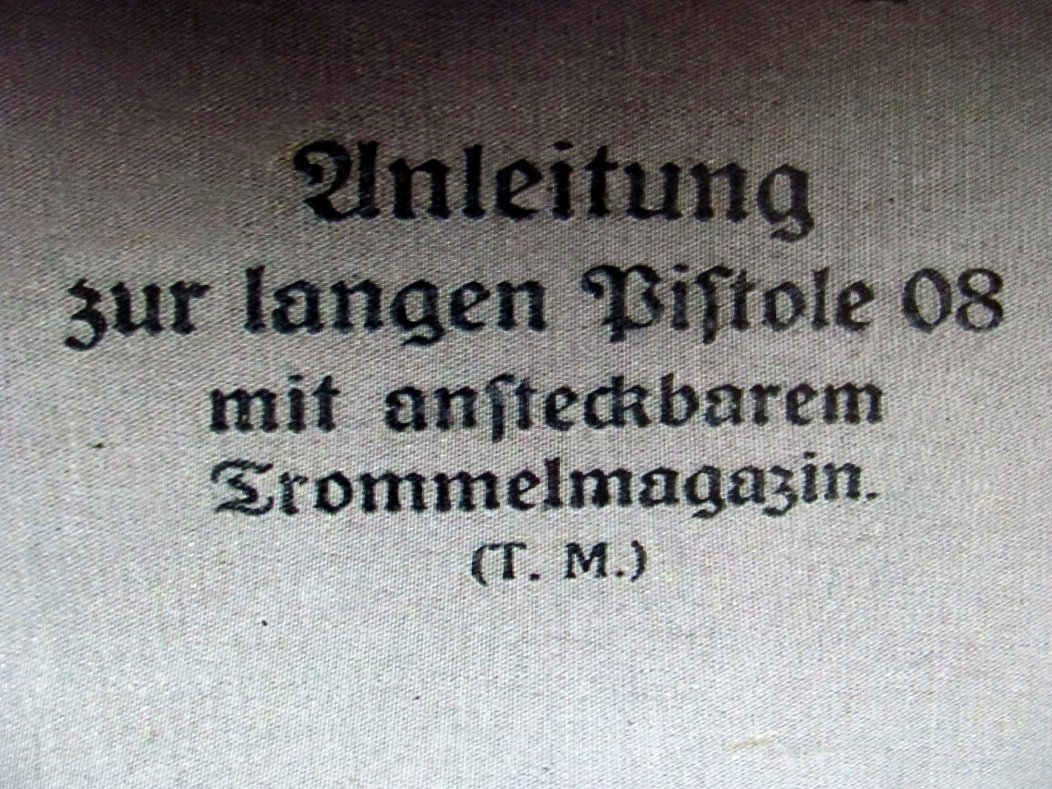 Anleitung
zur langen Piſtole 08
mit anſteckbarem
Trommelmagazin.
(T. M.)